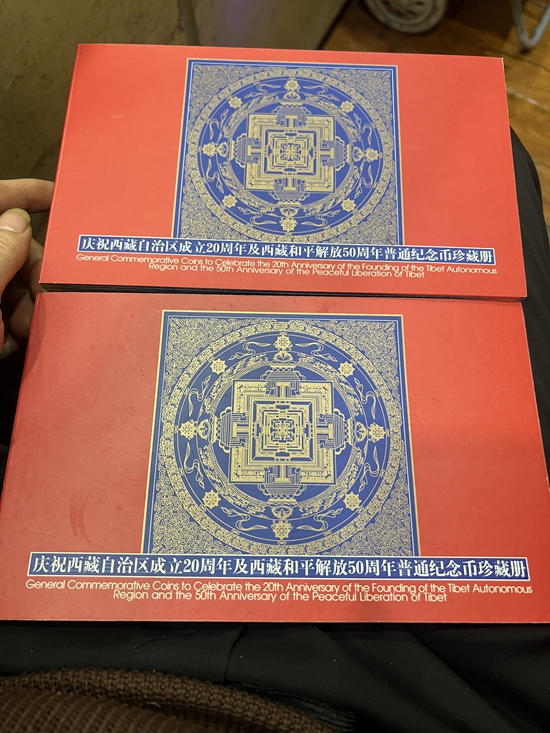 庆祝西藏自治区成立20周年及西藏和平解放50周年普通纪念币珍藏册
General Commemorative Coins to Celebrate the 20th Anniversary of the Founding of the Tibet Autonomous
Region and the 50th Anniversary of the Peaceful Liberation of Tibet
庆祝西藏自治区成立20周年及西藏和平解放50周年普通纪念币珍藏册
General Commemorative Coins to Celebrate the 20th Anniversary of the Founding of the Tibet Autonomous
Region and the 50th Anniversary of the Peaceful Liberation of Tibet